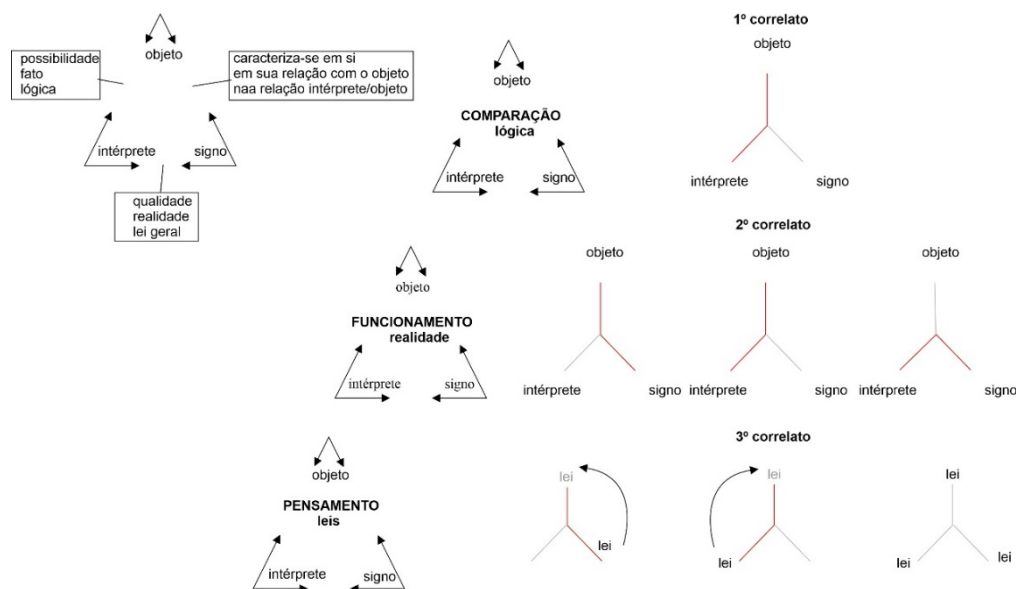 objeto
possibilidade
fato
lógica
caracteriza-se em si
em sua relação com o objeto
naa relação intérprete/objeto
intérprete
signo
qualidade
realidade
lei geral
objeto
COMPARAÇÃO
lógica
intérprete
signo
1º correlato
objeto
intérprete
signo
objeto
FUNCIONAMENTO
realidade
intérprete
signo
2º correlato
objeto
intérprete
signo
objeto
intérprete
signo
objeto
intérprete
signo
objeto
PENSAMENTO
leis
intérprete
signo
3º correlato
lei
lei
lei
lei
lei
lei
lei